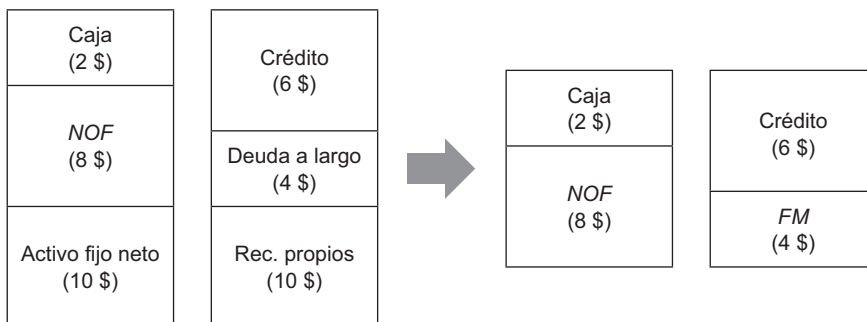 Caja
(2 $)
NOF
(8 $)
Activo fijo neto
(10 $)
Crédito
(6 $)
Deuda a largo
(4 $)
Rec. propios
(10 $)
Caja
(2 $)
NOF
(8 $)
Crédito
(6 $)
FM
(4 $)